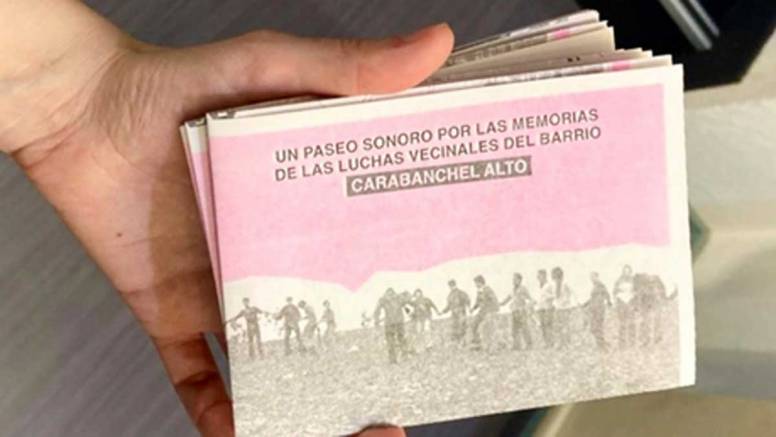 UN PASEO SONORO POR LAS MEMORIAS
DE LAS LUCHAS VECINALES DEL BARRIO
CARABANCHEL ALTO